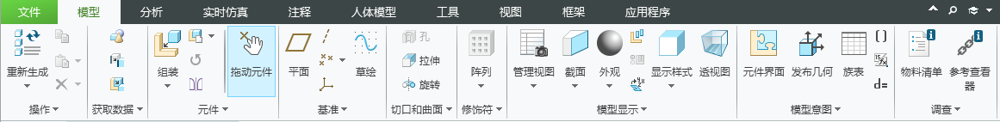 文件 模型 分析 实时仿真 注释 人体模型 工具 视图 框架 应用程序
重新生成 组装 拖动元件 平面 草绘 孔 拉伸 旋转 阵列 管理视图 截面 外观 显示样式 透视图 元件界面 发布几何 族表 物料清单 参考查看器
操作 获取数据 元件 基准 切口和曲面 修饰符 模型显示 模型意图 调查